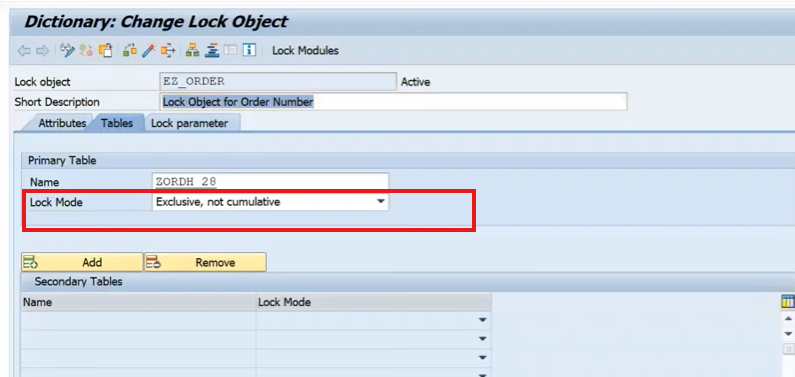 Dictionary: Change Lock Object
Lock Modules
Lock object EZ_ORDER Active
Short Description Lock Object for Order Number
Attributes Tables Lock parameter
Primary Table
Name ZORDH_28
Lock Mode Exclusive, not cumulative
Add Remove
Secondary Tables
Name Lock Mode